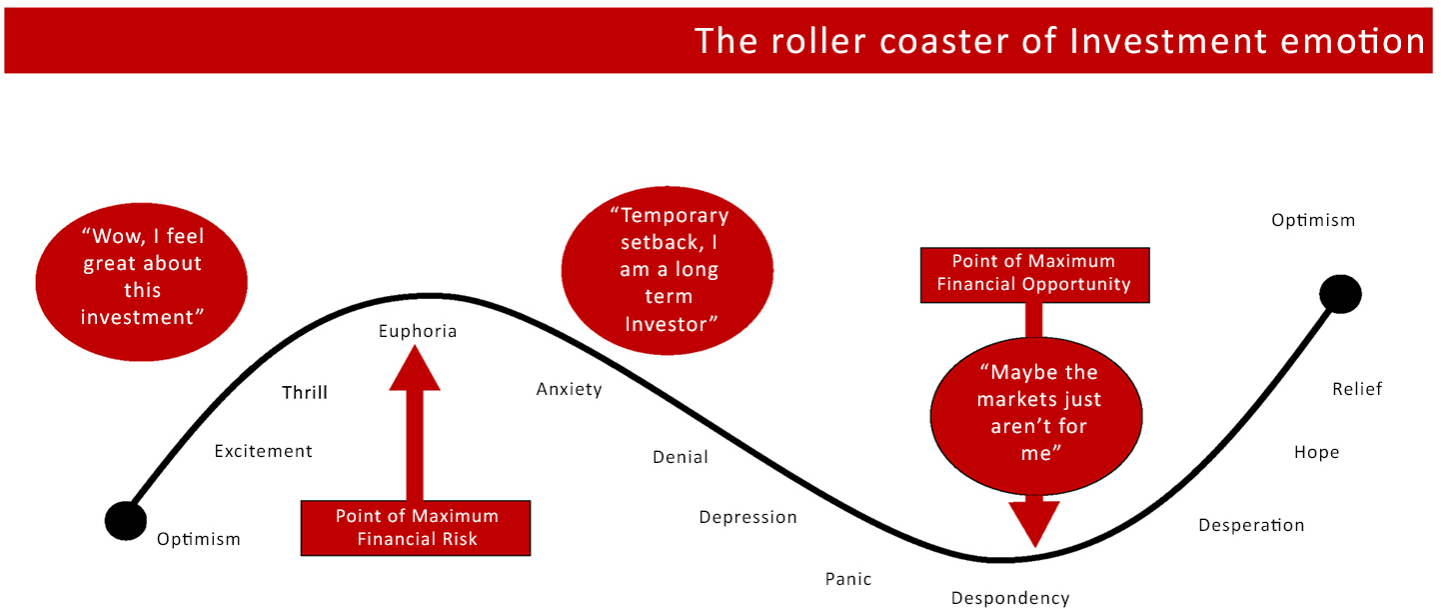 The roller coaster of Investment emotion
“Wow, I feel
great about
this
investment”
“Temporary
setback, I
am a long
term
Investor”
Point of Maximum
Financial Opportunity
Optimism
Euphoria
Thrill
Anxiety
“Maybe the
markets just
aren’t for
me”
Relief
Excitement
Denial
Hope
Optimism
Point of Maximum
Financial Risk
Depression
Desperation
Panic
Despondency